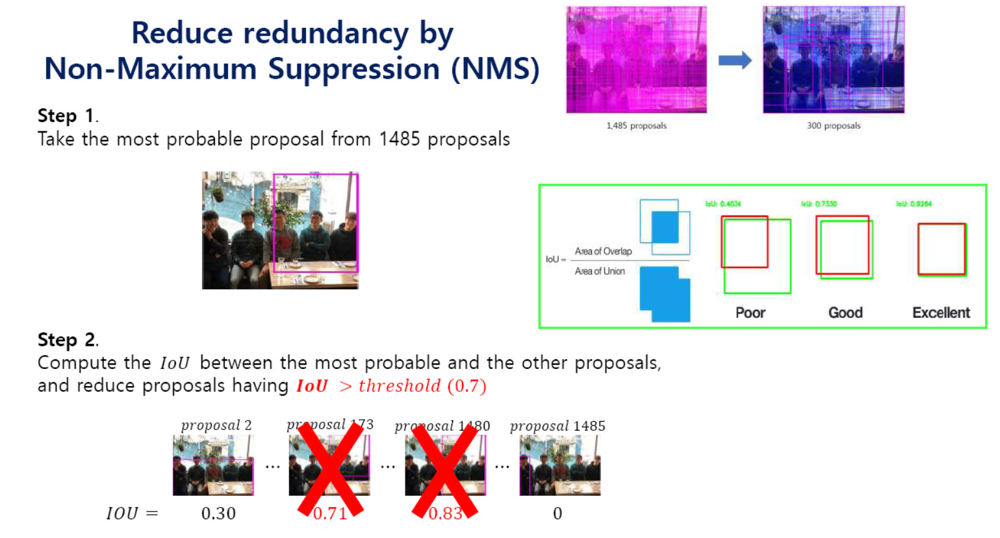 Reduce redundancy by
Non-Maximum Suppression (NMS)
1,485 proposals
300 proposals
Step 1.
Take the most probable proposal from 1485 proposals
IoU: 0.4034
IoU: 0.7330
IoU: 0.9264
IoU =
Area of Overlap
Area of Union
Poor
Good
Excellent
Step 2.
Compute the IoU between the most probable and the other proposals,
and reduce proposals having IoU > threshold (0.7)
proposal 2
proposal 173
proposal 1480
proposal 1485
... ... ...
IOU = 0.30 0.71 0.83 0